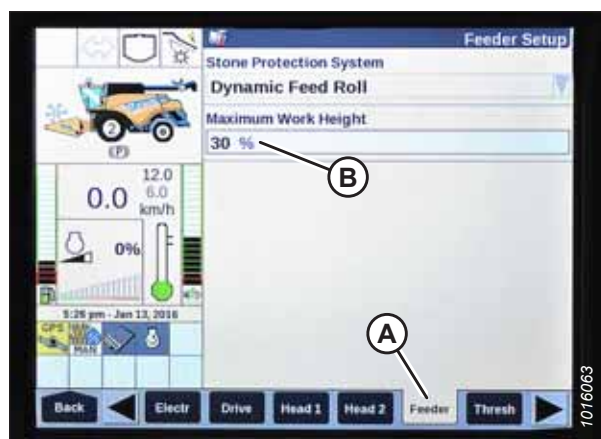 Feeder Setup
Stone Protection System
Dynamic Feed Roll
Maximum Work Height
30 %
B
2
(P)
12.0
0.0 6.0
km/h
0%
5:26 pm - Jan 13, 2016
GPS
MAN
A
Back Electr Drive Head 1 Head 2 Feeder Thresh
1016063